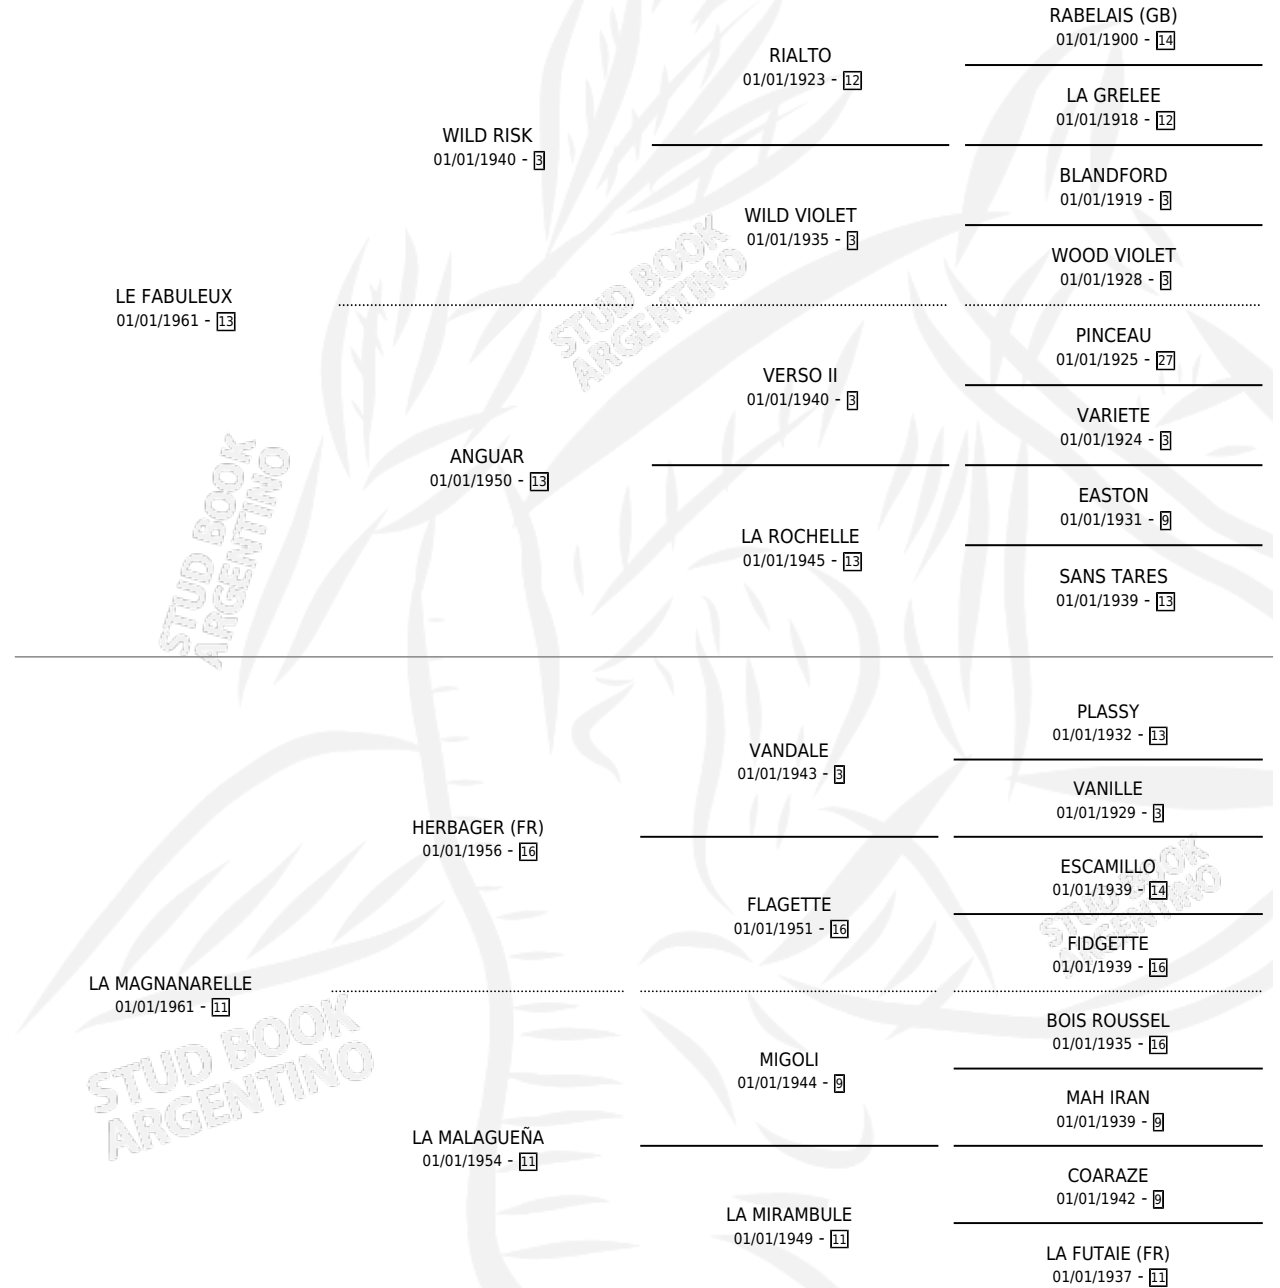 RABELAIS (GB)
01/01/1900 - 14
RIALTO
01/01/1923 - 12
LA GRELEE
01/01/1918 - 12
WILD RISK
01/01/1940 - 3
BLANDFORD
01/01/1919 - 3
WILD VIOLET
01/01/1935 - 3
WOOD VIOLET
01/01/1928 - 3
LE FABULEUX
01/01/1961 - 13
PINCEAU
01/01/1925 - 27
VERSO II
01/01/1940 - 3
VARIETE
01/01/1924 - 3
ANGUAR
01/01/1950 - 13
EASTON
01/01/1931 - 9
LA ROCHELLE
01/01/1945 - 13
SANS TARES
01/01/1939 - 13
STUD BOOK
ARGENTINO
STUD BOOK
ARGENTINO
PLASSY
01/01/1932 - 13
VANDALE
01/01/1943 - 3
VANILLE
01/01/1929 - 3
HERBAGER (FR)
01/01/1956 - 16
ESCAMILLO
01/01/1939 - 14
FLAGETTE
01/01/1951 - 16
FIDGETTE
01/01/1939 - 16
STUD BOOK
ARGENTINO
LA MAGNANARELLE
01/01/1961 - 11
BOIS ROUSSEL
01/01/1935 - 16
MIGOLI
01/01/1944 - 9
MAH IRAN
01/01/1939 - 9
STUD BOOK
ARGENTINO
LA MALAGUEÑA
01/01/1954 - 11
COARAZE
01/01/1942 - 9
LA MIRAMBULE
01/01/1949 - 11
LA FUTAIE (FR)
01/01/1937 - 11